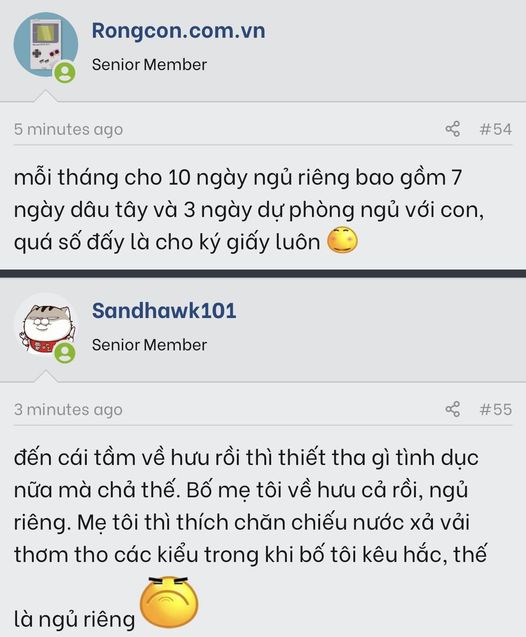 Rongcon.com.vn
Senior Member
5 minutes ago
#54
mỗi tháng cho 10 ngày ngủ riêng bao gồm 7
ngày dâu tây và 3 ngày dự phòng ngủ với con,
quá số đấy là cho ký giấy luôn
Sandhawk101
Senior Member
3 minutes ago
#55
đến cái tầm về hưu rồi thì thiết tha gì tình dục
nữa mà chả thế. Bố mẹ tôi về hưu cả rồi, ngủ
riêng. Mẹ tôi thì thích chăn chiếu nước xả vải
thơm tho các kiểu trong khi bố tôi kêu hắc, thế
là ngủ riêng